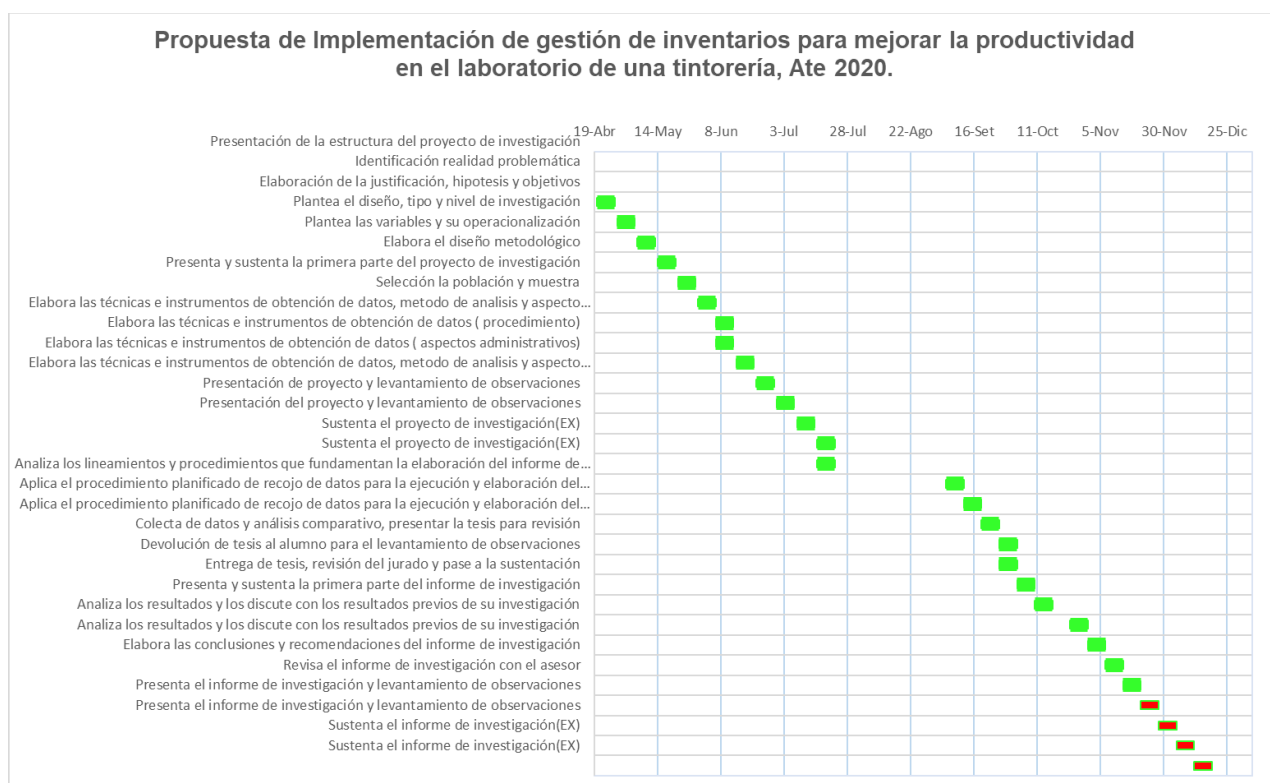 Propuesta de Implementación de gestión de inventarios para mejorar la productividad
en el laboratorio de una tintorería, Ate 2020.
19-Abr 14-May 8-Jun 3-Jul 28-Jul 22-Ago 16-Set 11-Oct 5-Nov 30-Nov 25-Dic
Presentación de la estructura del proyecto de investigación
Identificación realidad problemática
Elaboración de la justificación, hipotesis y objetivos
Plantea el diseño, tipo y nivel de investigación
Plantea las variables y su operacionalización
Elabora el diseño metodológico
Presenta y sustenta la primera parte del proyecto de investigación
Selección la población y muestra
Elabora las técnicas e instrumentos de obtención de datos, metodo de analisis y aspecto...
Elabora las técnicas e instrumentos de obtención de datos ( procedimiento)
Elabora las técnicas e instrumentos de obtención de datos ( aspectos administrativos)
Elabora las técnicas e instrumentos de obtención de datos, metodo de analisis y aspecto...
Presentación de proyecto y levantamiento de observaciones
Presentación del proyecto y levantamiento de observaciones
Sustenta el proyecto de investigación(EX)
Sustenta el proyecto de investigación(EX)
Analiza los lineamientos y procedimientos que fundamentan la elaboración del informe de...
Aplica el procedimiento planificado de recojo de datos para la ejecución y elaboración del...
Aplica el procedimiento planificado de recojo de datos para la ejecución y elaboración del...
Colecta de datos y análisis comparativo, presentar la tesis para revisión
Devolución de tesis al alumno para el levantamiento de observaciones
Entrega de tesis, revisión del jurado y pase a la sustentación
Presenta y sustenta la primera parte del informe de investigación
Analiza los resultados y los discute con los resultados previos de su investigación
Analiza los resultados y los discute con los resultados previos de su investigación
Elabora las conclusiones y recomendaciones del informe de investigación
Revisa el informe de investigación con el asesor
Presenta el informe de investigación y levantamiento de observaciones
Presenta el informe de investigación y levantamiento de observaciones
Sustenta el informe de investigación(EX)
Sustenta el informe de investigación(EX)